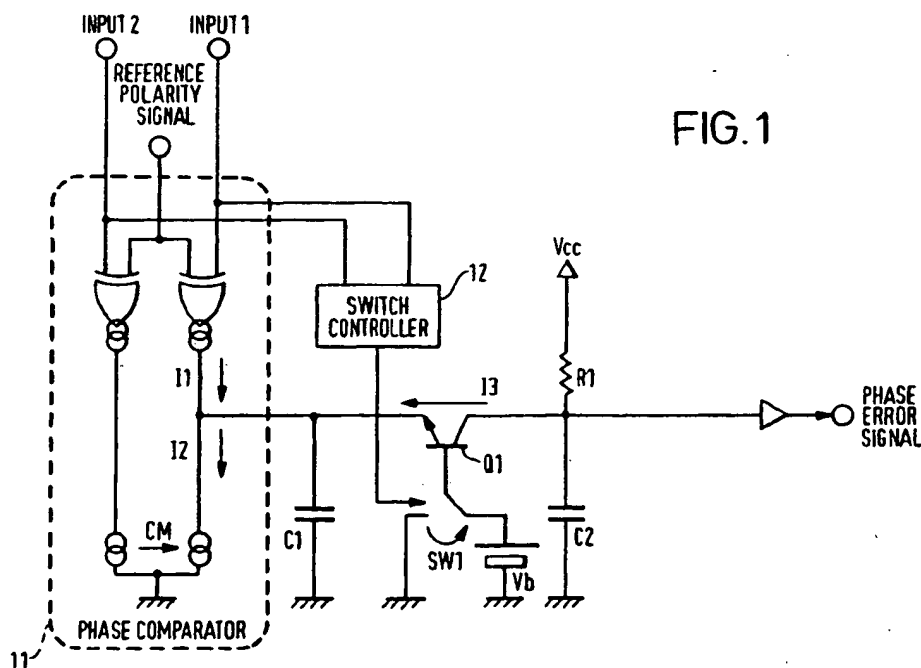 INPUT 2
INPUT 1
REFERENCE
POLARITY
SIGNAL
FIG.1
Vcc
12
SWITCH
CONTROLLER
R1
I1
I3
PHASE
ERROR
SIGNAL
I2
Q1
CM
C1
SW1
Vb
C2
PHASE COMPARATOR
11